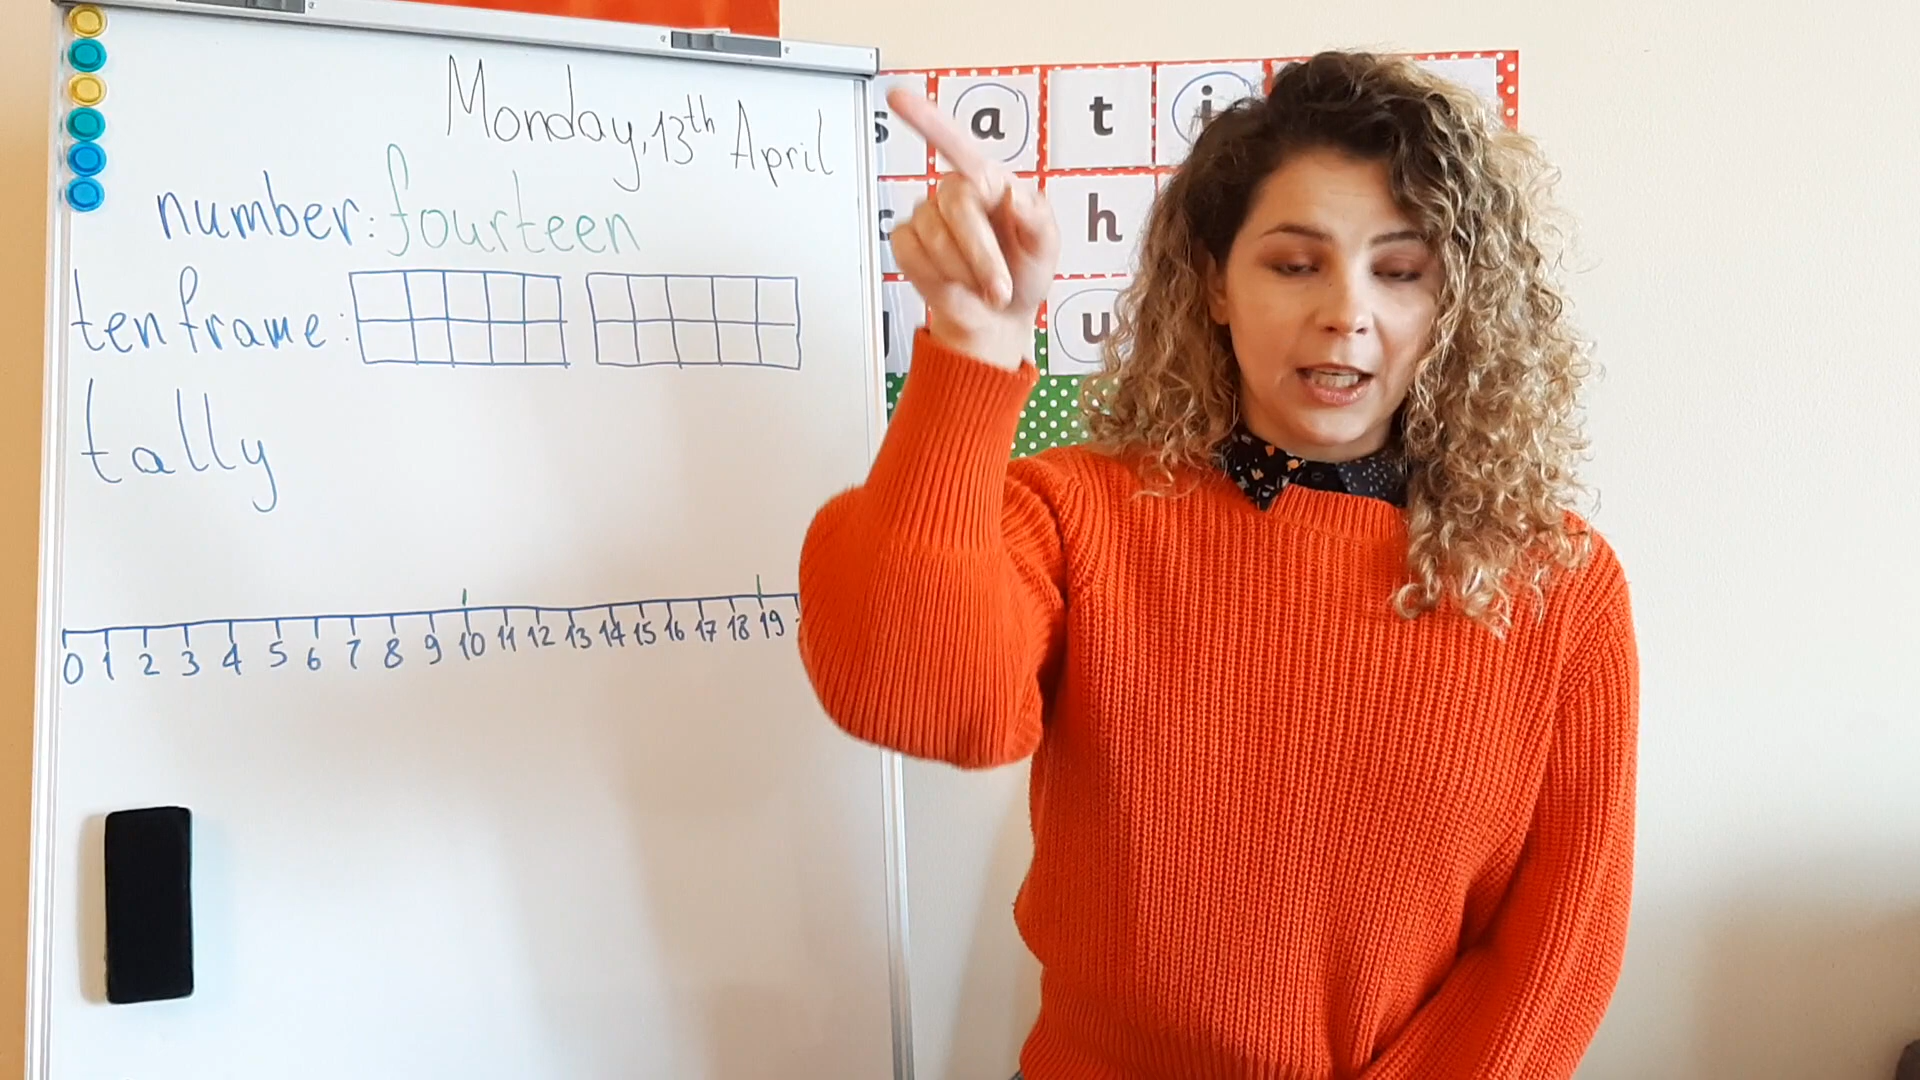 Monday, 13th April
number: fourteen
ten frame:
tally
0 1 2 3 4 5 6 7 8 9 10 11 12 13 14 15 16 17 18 19
s a t i
c h
u